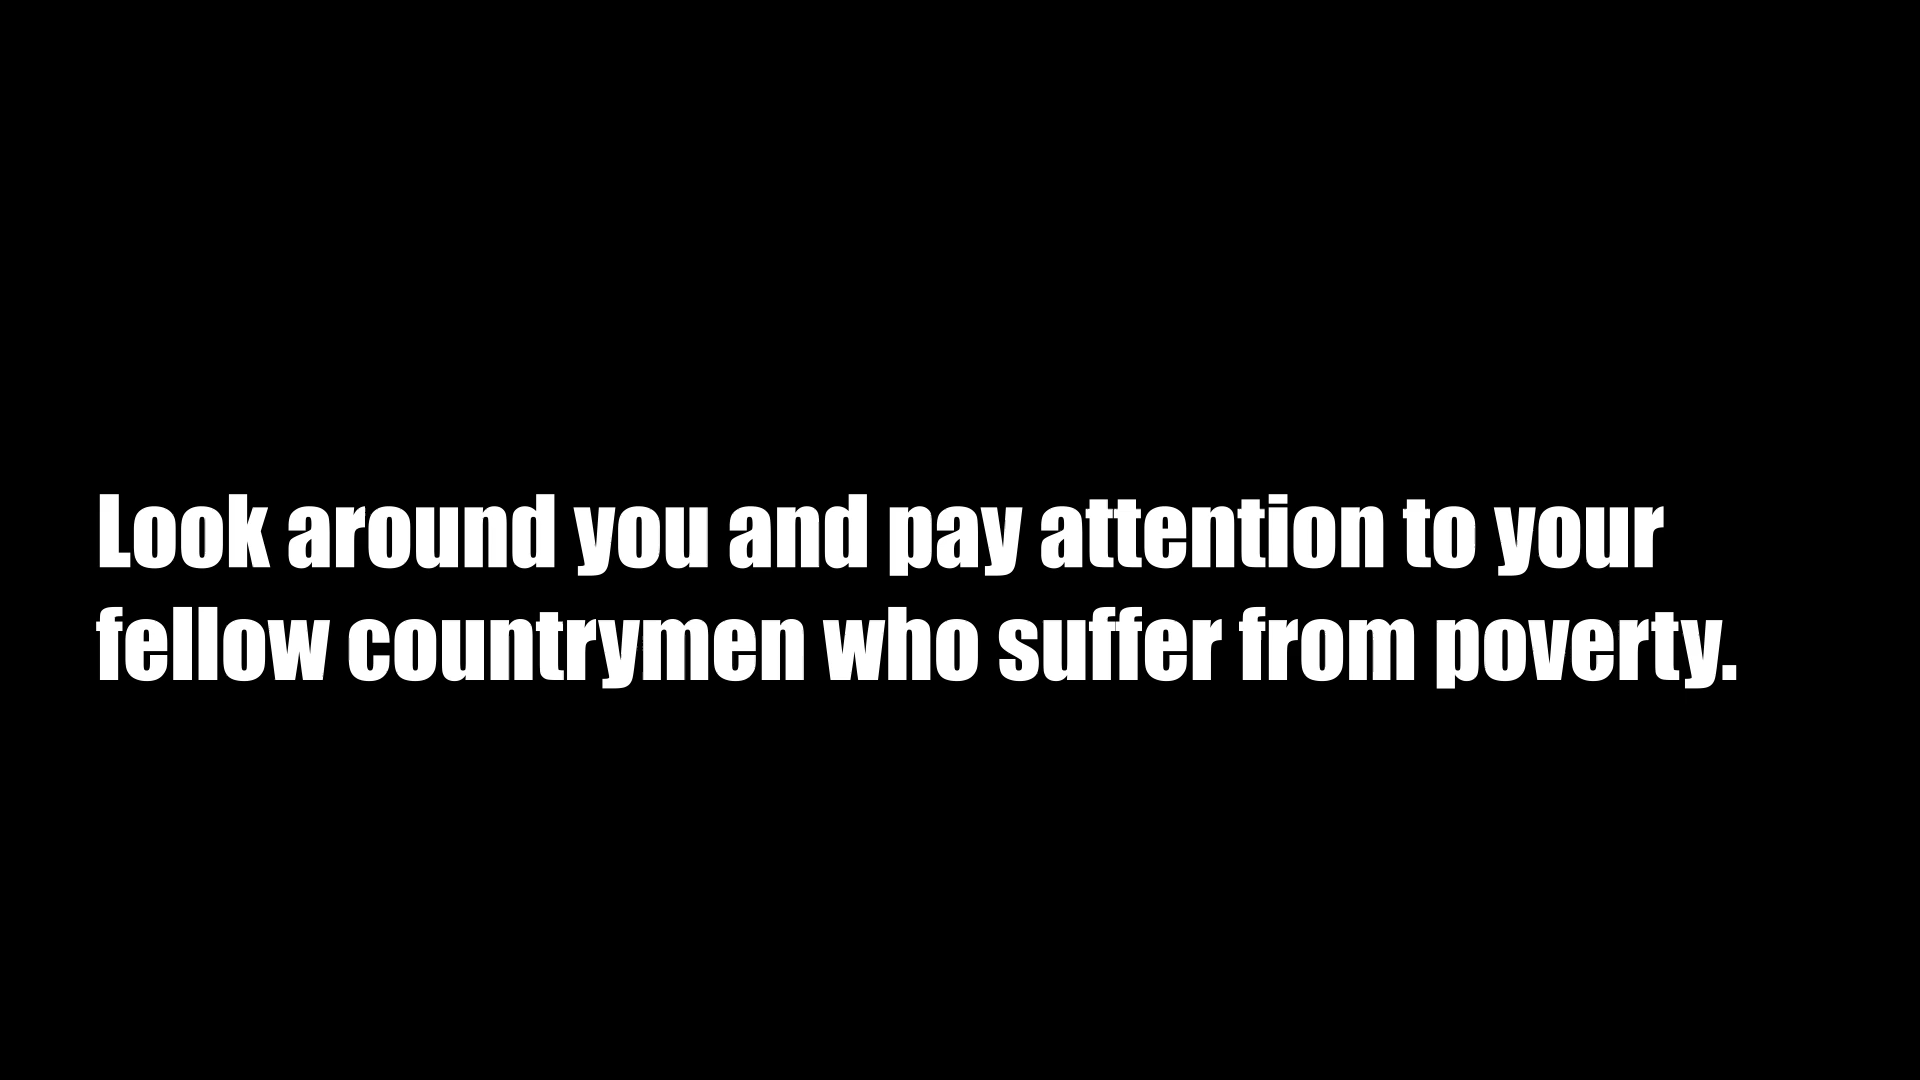 Look around you and pay attention to your
fellow countrymen who suffer from poverty.